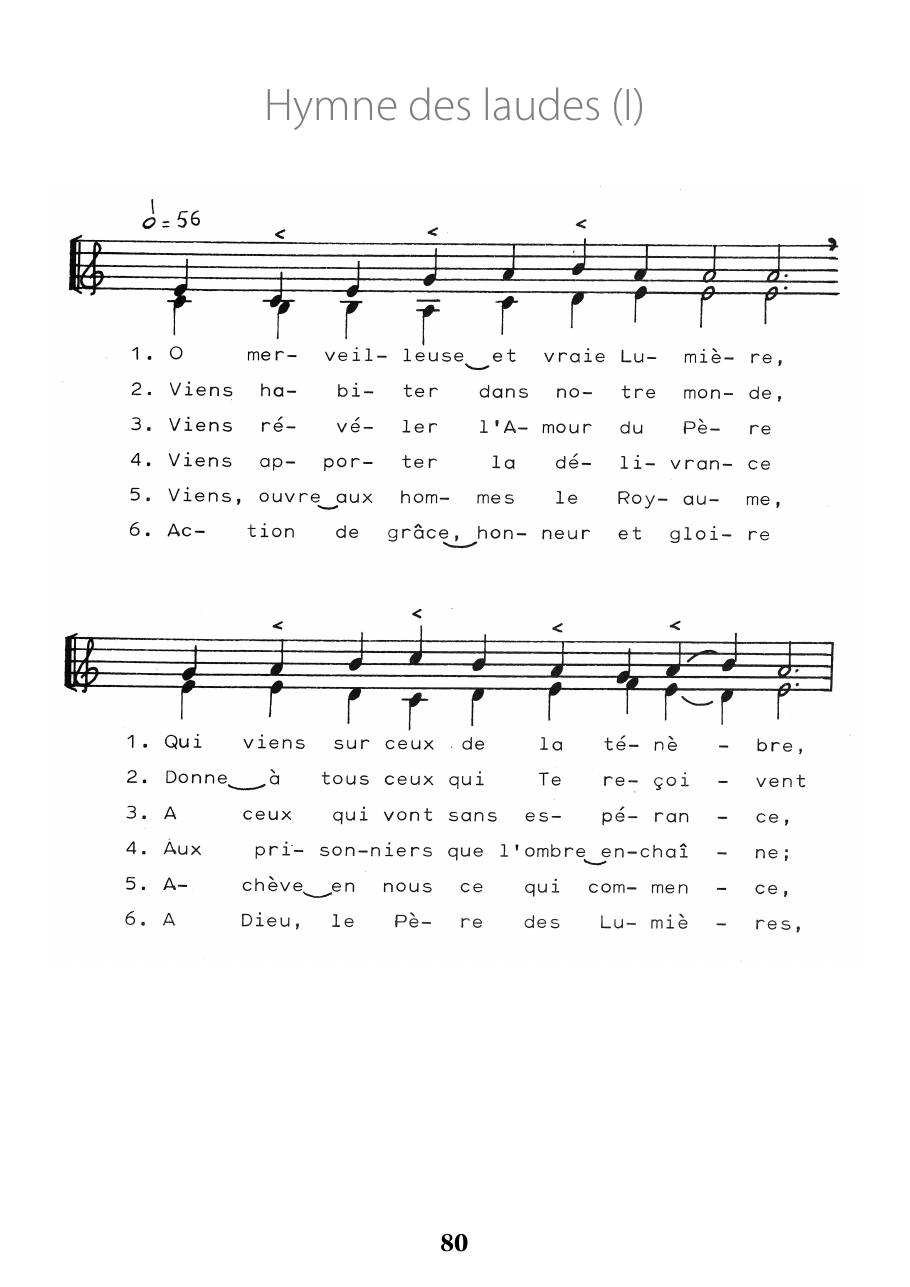 Hymne des laudes (I)
= 56
1. O mer- veil- leuse et vraie Lu- miè- re,
2. Viens ha- bi- ter dans no- tre mon- de,
3. Viens ré- vé- ler l'A- mour du Pè- re
4. Viens ap- por- ter la dé- li- vran- ce
5. Viens, ouvre aux hom- mes le Roy- au- me,
6. Ac- tion de grâce, hon- neur et gloi- re
1. Qui viens sur ceux de la té- nè - bre,
2. Donne à tous ceux qui Te re- çoi - vent
3. A ceux qui vont sans es- pé- ran - ce,
4. Aux pri- son-niers que l'ombre en-chaî - ne;
5. A- chève en nous ce qui com- men - ce,
6. A Dieu, le Pè- re des Lu- miè - res,
80